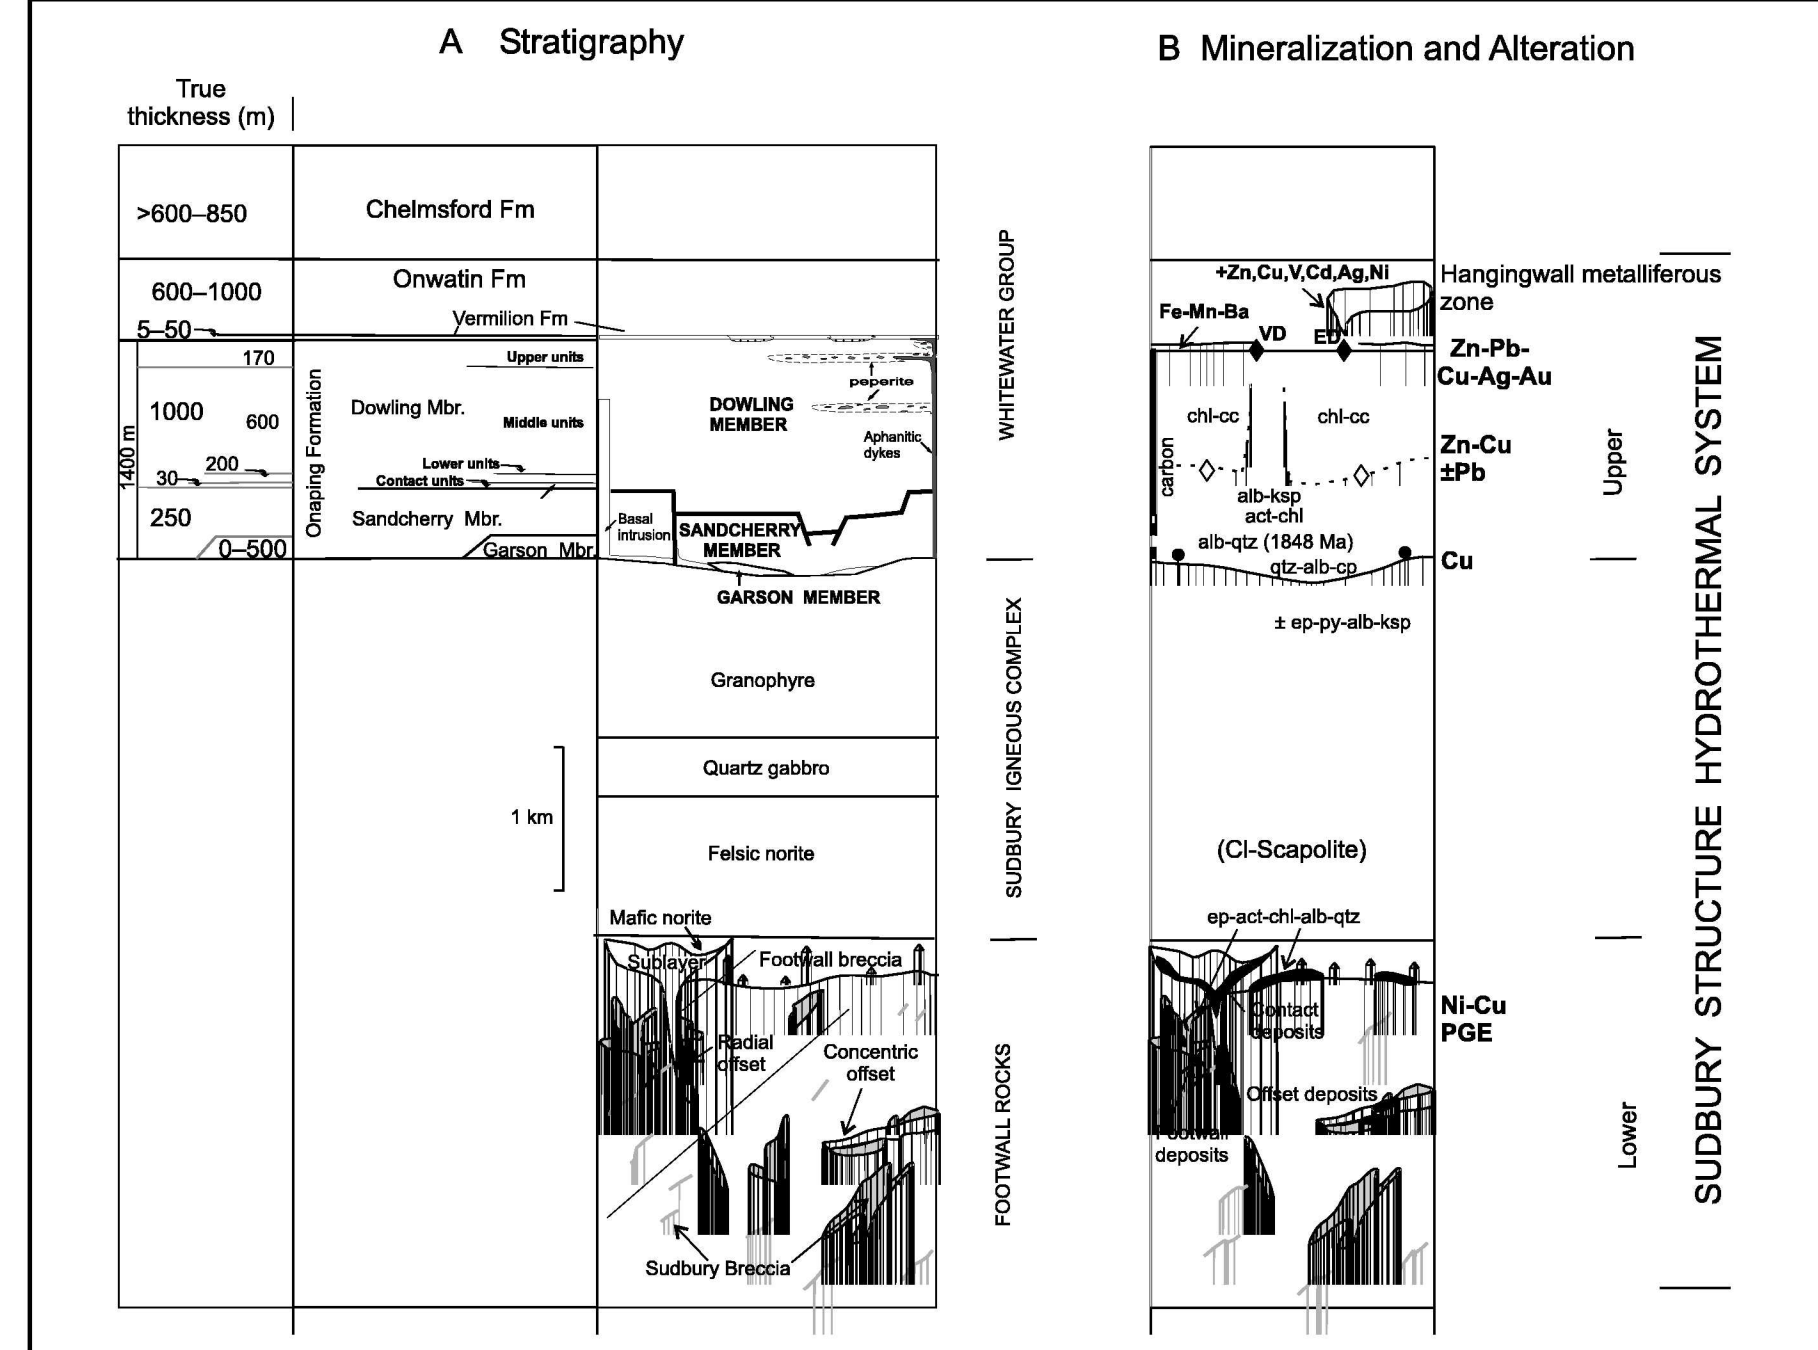 A Stratigraphy
True
thickness (m)
>600–850
Chelmsford Fm
600–1000
Onwatin Fm
5–50
Vermilion Fm
170
Upper units
peperite
1000
600
Dowling Mbr.
Middle units
DOWLING
MEMBER
Aphanitic
dykes
1400 m
Onaping Formation
200
Lower units
30
Contact units
250
Sandcherry Mbr.
Basal
intrusion
SANDCHERRY
MEMBER
0–500
Garson Mbr.
GARSON MEMBER
Granophyre
Quartz gabbro
1 km
Felsic norite
Mafic norite
Sublayer
Footwall breccia
Radial
offset
Concentric
offset
Sudbury Breccia
WHITEWATER GROUP
SUDBURY IGNEOUS COMPLEX
FOOTWALL ROCKS
B Mineralization and Alteration
+Zn,Cu,V,Cd,Ag,Ni
Hangingwall metalliferous
zone
Fe-Mn-Ba
VD
ED
Zn-Pb-
Cu-Ag-Au
chl-cc
chl-cc
carbon
Zn-Cu
±Pb
alb-ksp
act-chl
alb-qtz (1848 Ma)
qtz-alb-cp
Cu
± ep-py-alb-ksp
(Cl-Scapolite)
ep-act-chl-alb-qtz
Contact
deposits
Ni-Cu
PGE
Offset deposits
Footwall
deposits
Upper
Lower
SUDBURY STRUCTURE HYDROTHERMAL SYSTEM